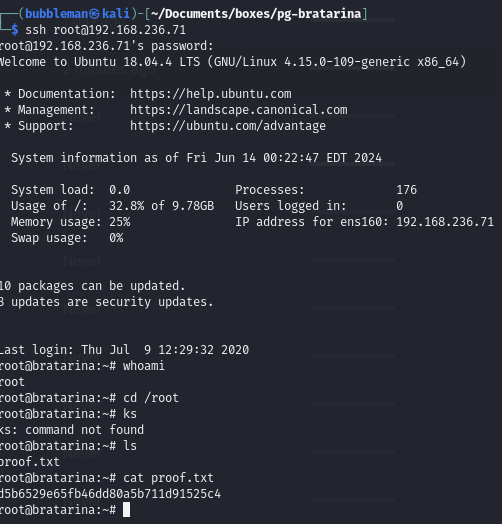 ┌──(bubbleman㉿kali)-[~/Documents/boxes/pg-bratarina]
└─$ ssh root@192.168.236.71
root@192.168.236.71's password:
Welcome to Ubuntu 18.04.4 LTS (GNU/Linux 4.15.0-109-generic x86_64)
* Documentation:  https://help.ubuntu.com
* Management:     https://landscape.canonical.com
* Support:        https://ubuntu.com/advantage
System information as of Fri Jun 14 00:22:47 EDT 2024
System load:  0.0               Processes:            176
Usage of /:   32.8% of 9.78GB   Users logged in:      0
Memory usage: 25%               IP address for ens160: 192.168.236.71
Swap usage:   0%
10 packages can be updated.
8 updates are security updates.
Last login: Thu Jul  9 12:29:32 2020
root@bratarina:~# whoami
root
root@bratarina:~# cd /root
root@bratarina:~# ks
ks: command not found
root@bratarina:~# ls
proof.txt
root@bratarina:~# cat proof.txt
d5b6529e65fb46dd80a5b711d91525c4
root@bratarina:~#